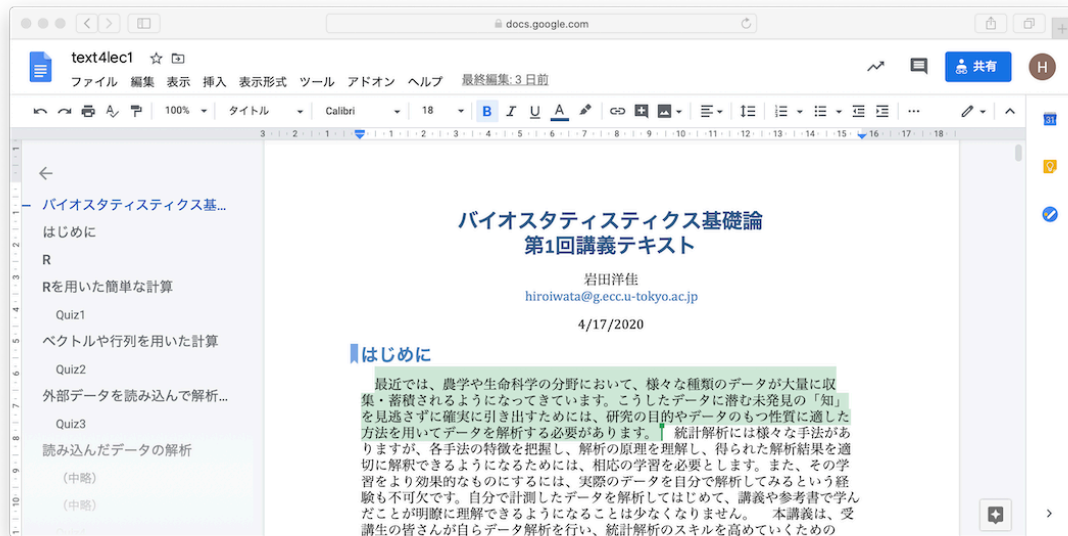 docs.google.com
text4lec1
ファイル 編集 表示 挿入 表示形式 ツール アドオン ヘルプ 最終編集: 3 日前
共有
H
100% タイトル Calibri 18 B I U A
3 2 1 1 2 3 4 5 6 7 8 9 10 11 12 13 14 15 16 17 18
31
バイオスタティスティクス基...
はじめに
R
Rを用いた簡単な計算
Quiz1
ベクトルや行列を用いた計算
Quiz2
外部データを読み込んで解析...
Quiz3
読み込んだデータの解析
（中略）
（中略）
バイオスタティスティクス基礎論
第1回講義テキスト
岩田洋佳
hiroiwata@g.ecc.u-tokyo.ac.jp
4/17/2020
はじめに
最近では、農学や生命科学の分野において、様々な種類のデータが大量に収
集・蓄積されるようになってきています。こうしたデータに潜む未発見の「知」
を見逃さずに確実に引き出すためには、研究の目的やデータのもつ性質に適した
方法を用いてデータを解析する必要があります。 統計解析には様々な手法があ
りますが、各手法の特徴を把握し、解析の原理を理解し、得られた解析結果を適
切に解釈できるようになるためには、相応の学習を必要とします。また、その学
習をより効果的なものにするには、実際のデータを自分で解析してみるという経
験も不可欠です。自分で計測したデータを解析してはじめて、講義や参考書で学ん
だことが明瞭に理解できるようになることは少なくなりません。 本講義は、受
講生の皆さんが自らデータ解析を行い、統計解析のスキルを高めていくための